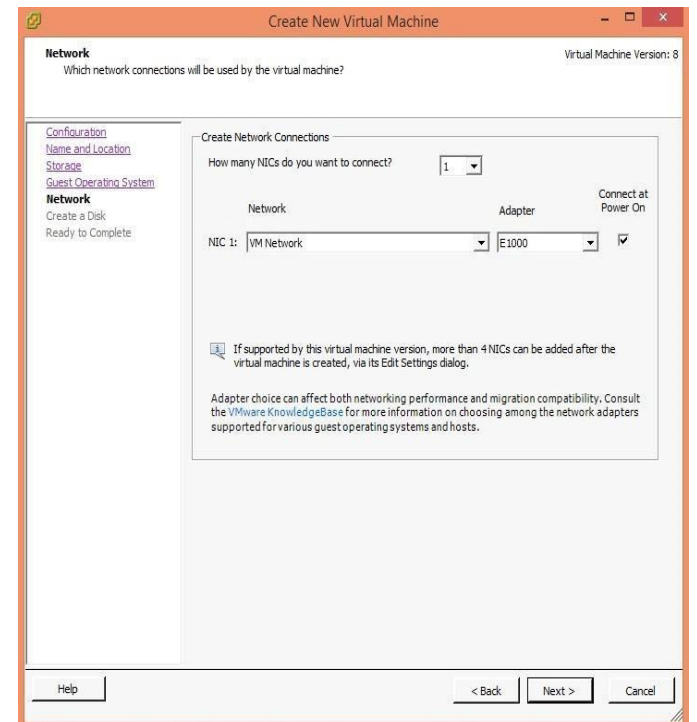 Create New Virtual Machine
Network
Which network connections will be used by the virtual machine?
Virtual Machine Version: 8
Configuration
Name and Location
Storage
Guest Operating System
Network
Create a Disk
Ready to Complete
Create Network Connections
How many NICs do you want to connect?
1
Network
Adapter
Connect at
Power On
NIC 1:
VM Network
E1000
If supported by this virtual machine version, more than 4 NICs can be added after the
virtual machine is created, via its Edit Settings dialog.
Adapter choice can affect both networking performance and migration compatibility. Consult
the VMware KnowledgeBase for more information on choosing among the network adapters
supported for various guest operating systems and hosts.
Help
< Back
Next >
Cancel